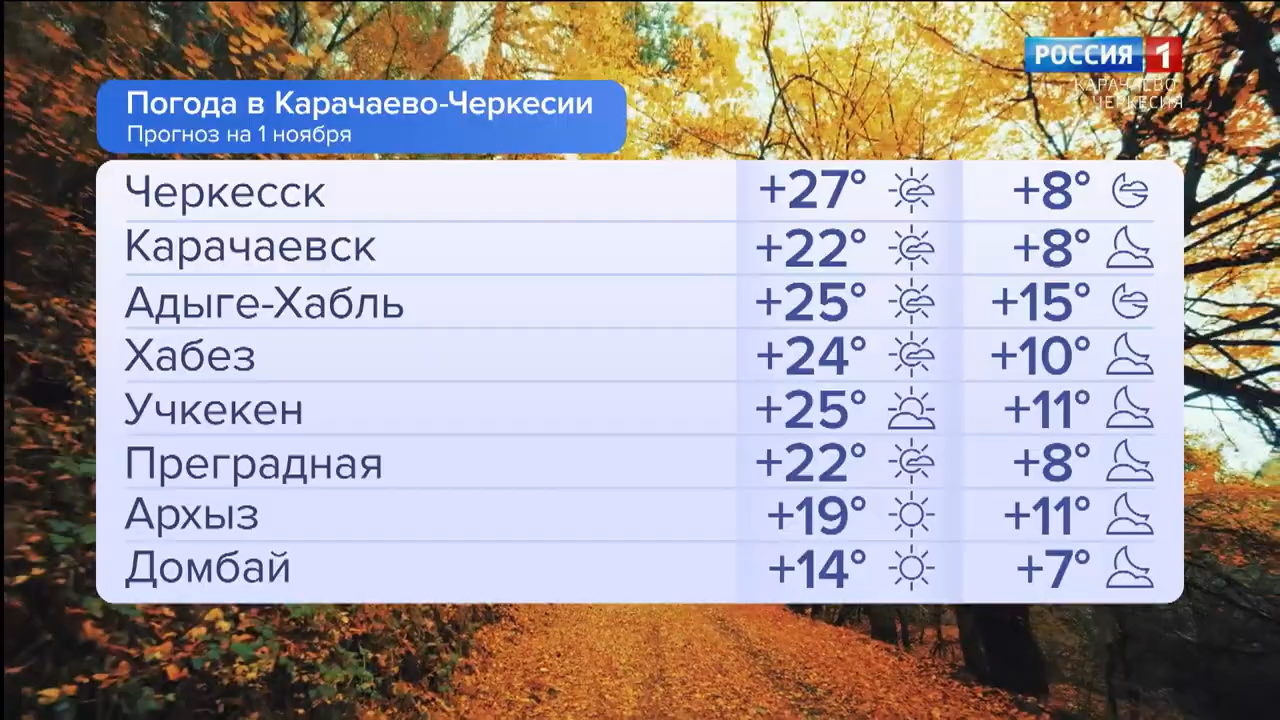 РОССИЯ 1
КАРАЧАЕВО
ЧЕРКЕСИЯ
Погода в Карачаево-Черкесии
Прогноз на 1 ноября
Черкесск +27° +8°
Карачаевск +22° +8°
Адыге-Хабль +25° +15°
Хабез +24° +10°
Учкекен +25° +11°
Преградная +22° +8°
Архыз +19° +11°
Домбай +14° +7°